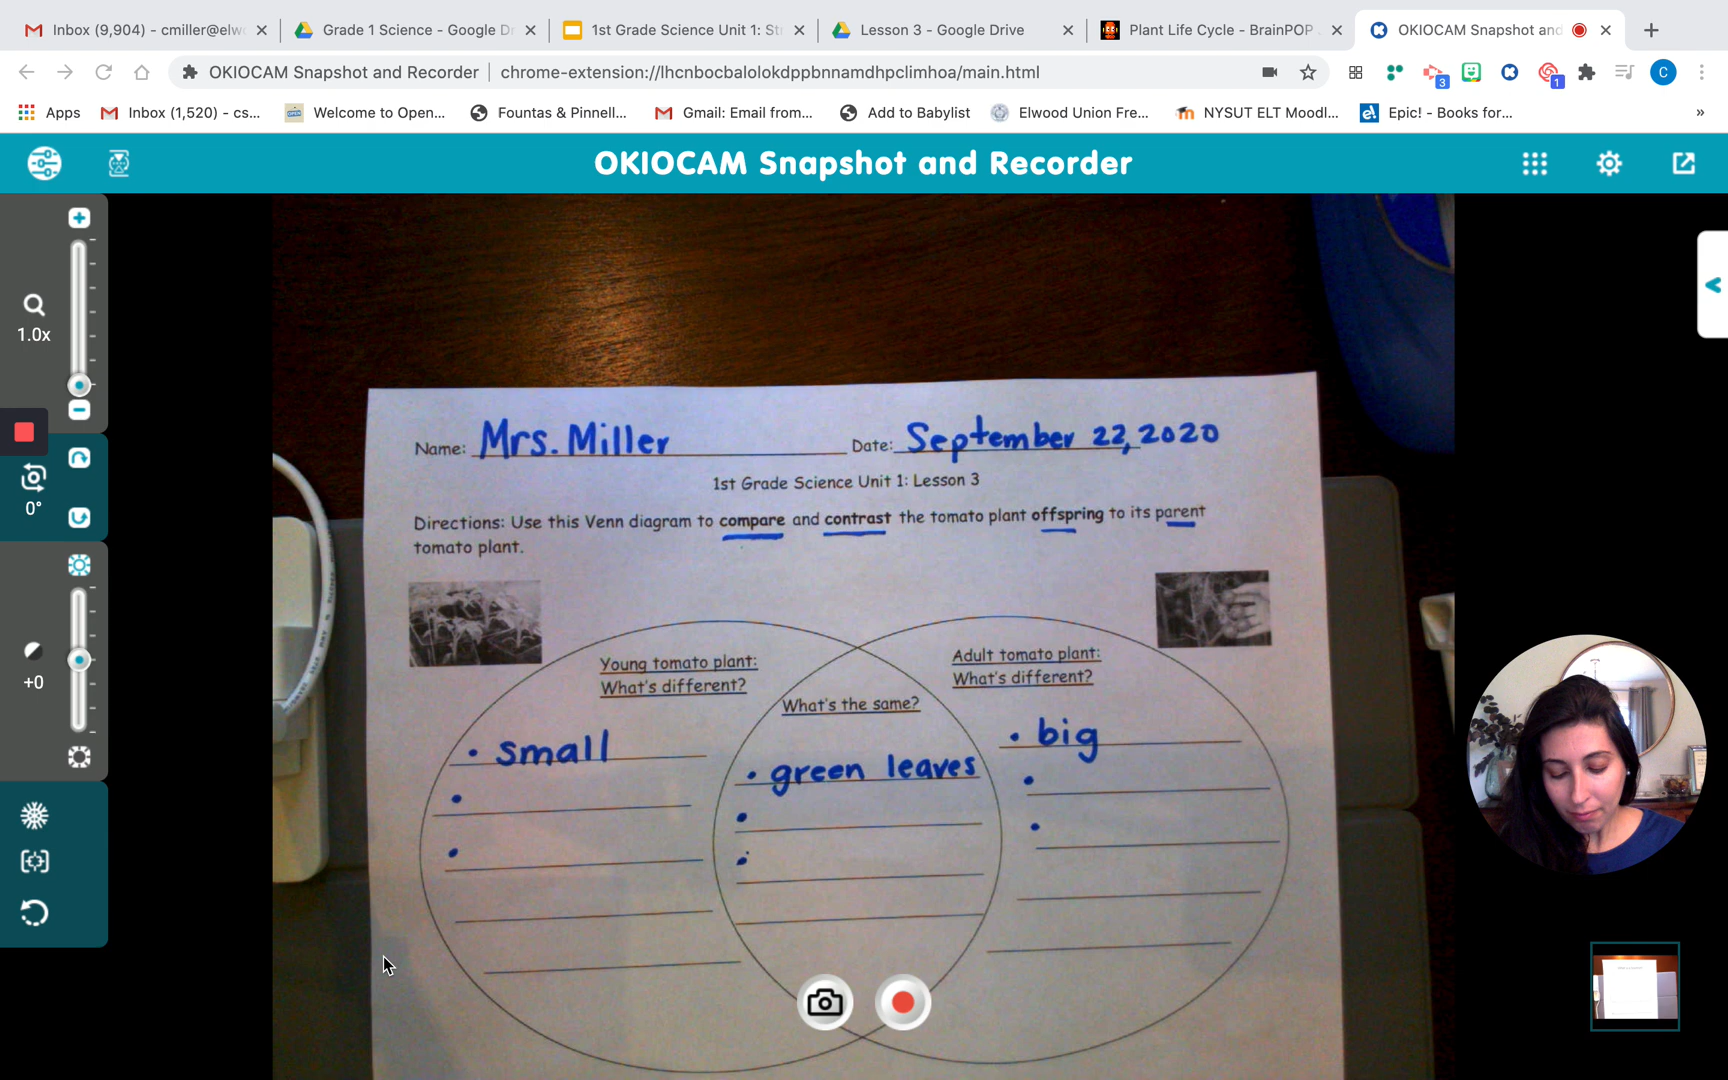 Inbox (9,904) - cmiller@elw
Grade 1 Science - Google D
1st Grade Science Unit 1: St
Lesson 3 - Google Drive
Plant Life Cycle - BrainPOP
OKIOCAM Snapshot and
OKIOCAM Snapshot and Recorder
chrome-extension://lhcnbocbalolokdppbnnamdhpclimhoa/main.html
3
1
C
Apps
Inbox (1,520) - cs...
Welcome to Open...
Fountas & Pinnell...
Gmail: Email from...
Add to Babylist
Elwood Union Fre...
NYSUT ELT Moodl...
Epic! - Books for...
»
OKIOCAM Snapshot and Recorder
1.0x
0°
+0
Name: Mrs. Miller Date: September 22, 2020
1st Grade Science Unit 1: Lesson 3
Directions: Use this Venn diagram to compare and contrast the tomato plant offspring to its parent
tomato plant.
Young tomato plant:
What's different?
• small
What's the same?
• green leaves
Adult tomato plant:
What's different?
• big